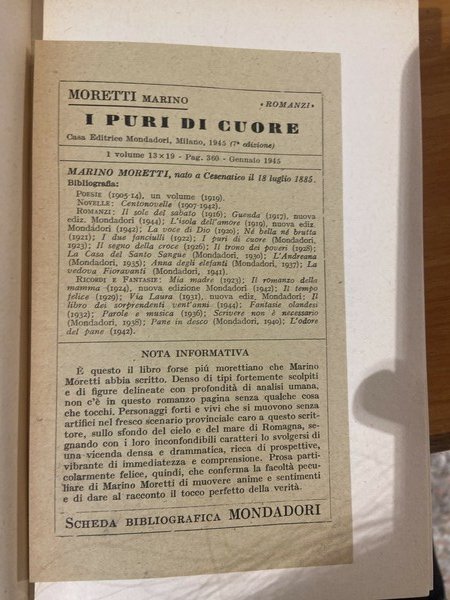 MORETTI MARINO
«ROMANZI»
I PURI DI CUORE
Casa Editrice Mondadori, Milano, 1945 (7ª edizione)
1 volume 13×19 - Pag. 360 - Gennaio 1945
MARINO MORETTI, nato a Cesenatico il 18 luglio 1885.
Bibliografia:
POESIE (1905-14), un volume (1919).
NOVELLE: Centonovelle (1907-1942).
ROMANZI: Il sole del sabato (1916); Guenda (1917), nuova
ediz. Mondadori (1944); L'isola dell'amore (1919), nuova ediz.
Mondadori (1942); La voce di Dio (1920); Né bella né brutta
(1921); I due fanciulli (1922); I puri di cuore (Mondadori,
1923); Il segno della croce (1926); Il trono dei poveri (1928);
La Casa del Santo Sangue (Mondadori, 1930); L'Andreana
(Mondadori, 1935); Anna degli elefanti (Mondadori, 1937); La
vedova Fioravanti (Mondadori, 1941).
RICORDI E FANTASIE: Mia madre (1923); Il romanzo della
mamma (1924), nuova edizione Mondadori (1942); Il tempo
felice (1929); Via Laura (1931), nuova ediz. Mondadori; Il
libro dei sorprendenti vent'anni (1944); Fantasie olandesi
(1932); Parole e musica (1936); Scrivere non è necessario
(Mondadori, 1938); Pane in desco (Mondadori, 1940); L'odore
del pane (1942).
NOTA INFORMATIVA
È questo il libro forse piú morettiano che Marino
Moretti abbia scritto. Denso di tipi fortemente scolpiti
e di figure delineate con profondità di analisi umana,
non c'è in questo romanzo pagina senza qualche cosa
che tocchi. Personaggi forti e vivi che si muovono senza
artifici nel fresco scenario provinciale caro a questo scrit-
tore, sullo sfondo del cielo e del mare di Romagna, se-
gnando con i loro inconfondibili caratteri lo svolgersi di
una vicenda densa e drammatica, ricca di prospettive,
vibrante di immediatezza e comprensione. Prosa parti-
colarmente felice, quindi, che conferma la facoltà pecu-
liare di Marino Moretti di muovere anime e sentimenti
e di dare al racconto il tocco perfetto della verità.
SCHEDA BIBLIOGRAFICA MONDADORI